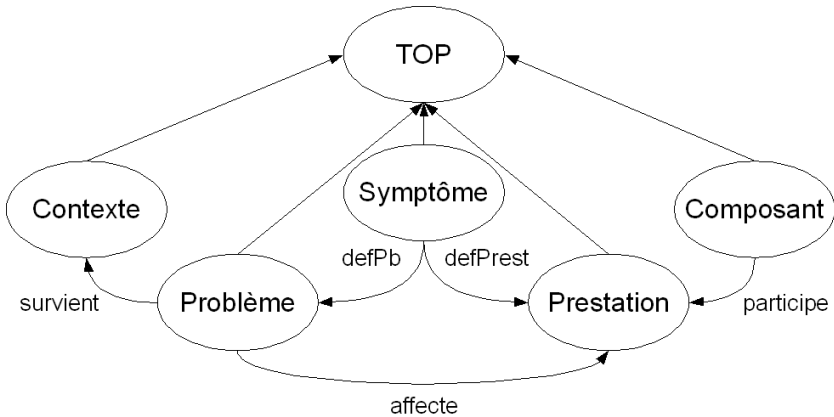 TOP
Symptôme
Contexte
Composant
defPb
defPrest
survient
Problème
Prestation
participe
affecte